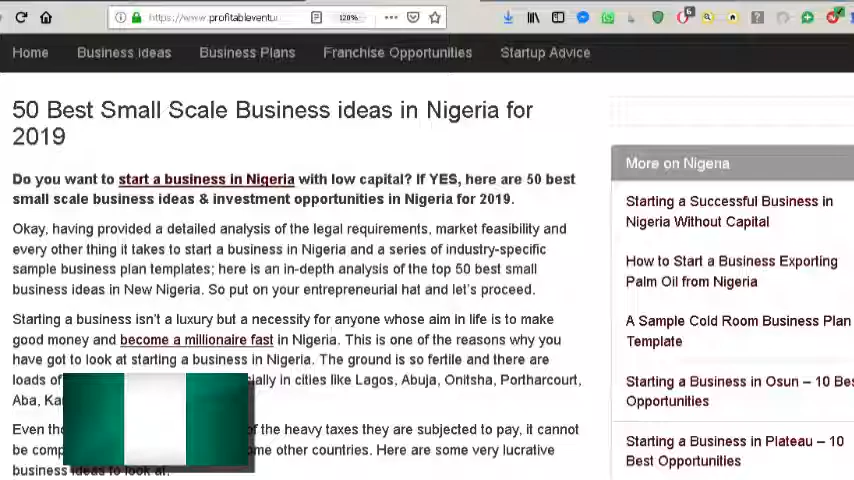 https://www.profitableventu
120%
6
Home Business Ideas Business Plans Franchise Opportunities Startup Advice
50 Best Small Scale Business ideas in Nigeria for
2019
Do you want to start a business in Nigeria with low capital? If YES, here are 50 best
small scale business ideas & investment opportunities in Nigeria for 2019.
Okay, having provided a detailed analysis of the legal requirements, market feasibility and
every other thing it takes to start a business in Nigeria and a series of industry-specific
sample business plan templates; here is an in-depth analysis of the top 50 best small
business ideas in New Nigeria. So put on your entrepreneurial hat and let's proceed.
Starting a business isn't a luxury but a necessity for anyone whose aim in life is to make
good money and become a millionaire fast in Nigeria. This is one of the reasons why you
have got to look at starting a business in Nigeria. The ground is so fertile and there are
loads of ially in cities like Lagos, Abuja, Onitsha, Portharcourt,
Aba, Ka
Even tho of the heavy taxes they are subjected to pay, it cannot
be comp me other countries. Here are some very lucrative
business ideas to look at.
More on Nigeria
Starting a Successful Business in
Nigeria Without Capital
How to Start a Business Exporting
Palm Oil from Nigeria
A Sample Cold Room Business Plan
Template
Starting a Business in Osun – 10 Bes
Opportunities
Starting a Business in Plateau – 10
Best Opportunities